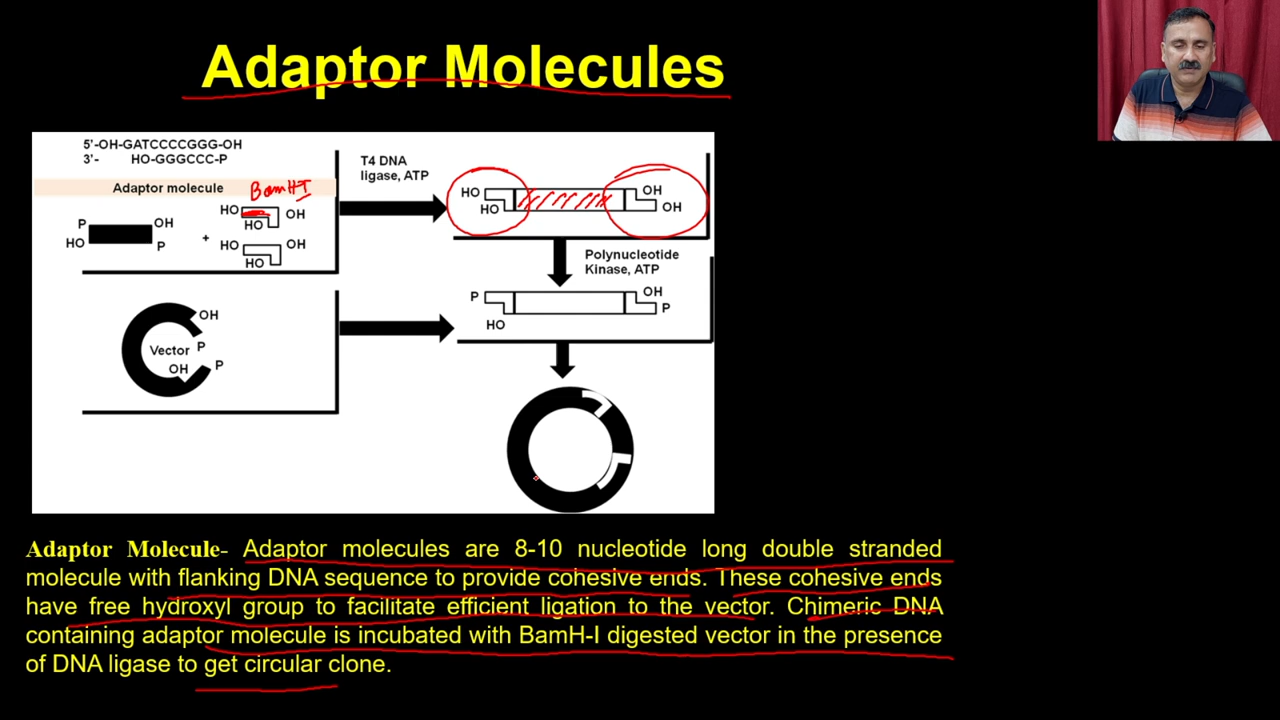 Adaptor Molecules
5'-OH-GATCCCCGGG-OH
3'- HO-GGGCCC-P
Adaptor molecule
BamHI
P
OH
HO
P
+
HO
OH
HO
HO
OH
HO
T4 DNA
ligase, ATP
HO
HO
OH
OH
Polynucleotide
Kinase, ATP
P
HO
OH
P
OH
Vector P
OH
P
Adaptor Molecule- Adaptor molecules are 8-10 nucleotide long double stranded
molecule with flanking DNA sequence to provide cohesive ends. These cohesive ends
have free hydroxyl group to facilitate efficient ligation to the vector. Chimeric DNA
containing adaptor molecule is incubated with BamH-I digested vector in the presence
of DNA ligase to get circular clone.